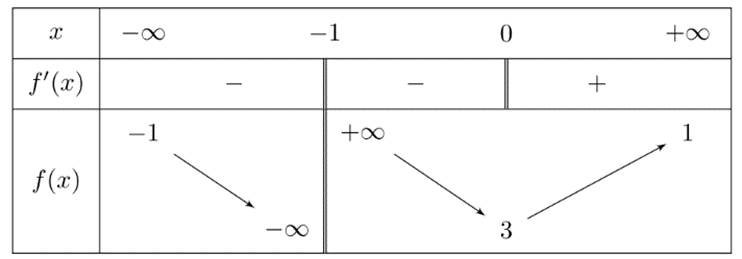 x −∞ −1 0 +∞
f′(x) − − +
−1 +∞ 1
f(x)
−∞ 3